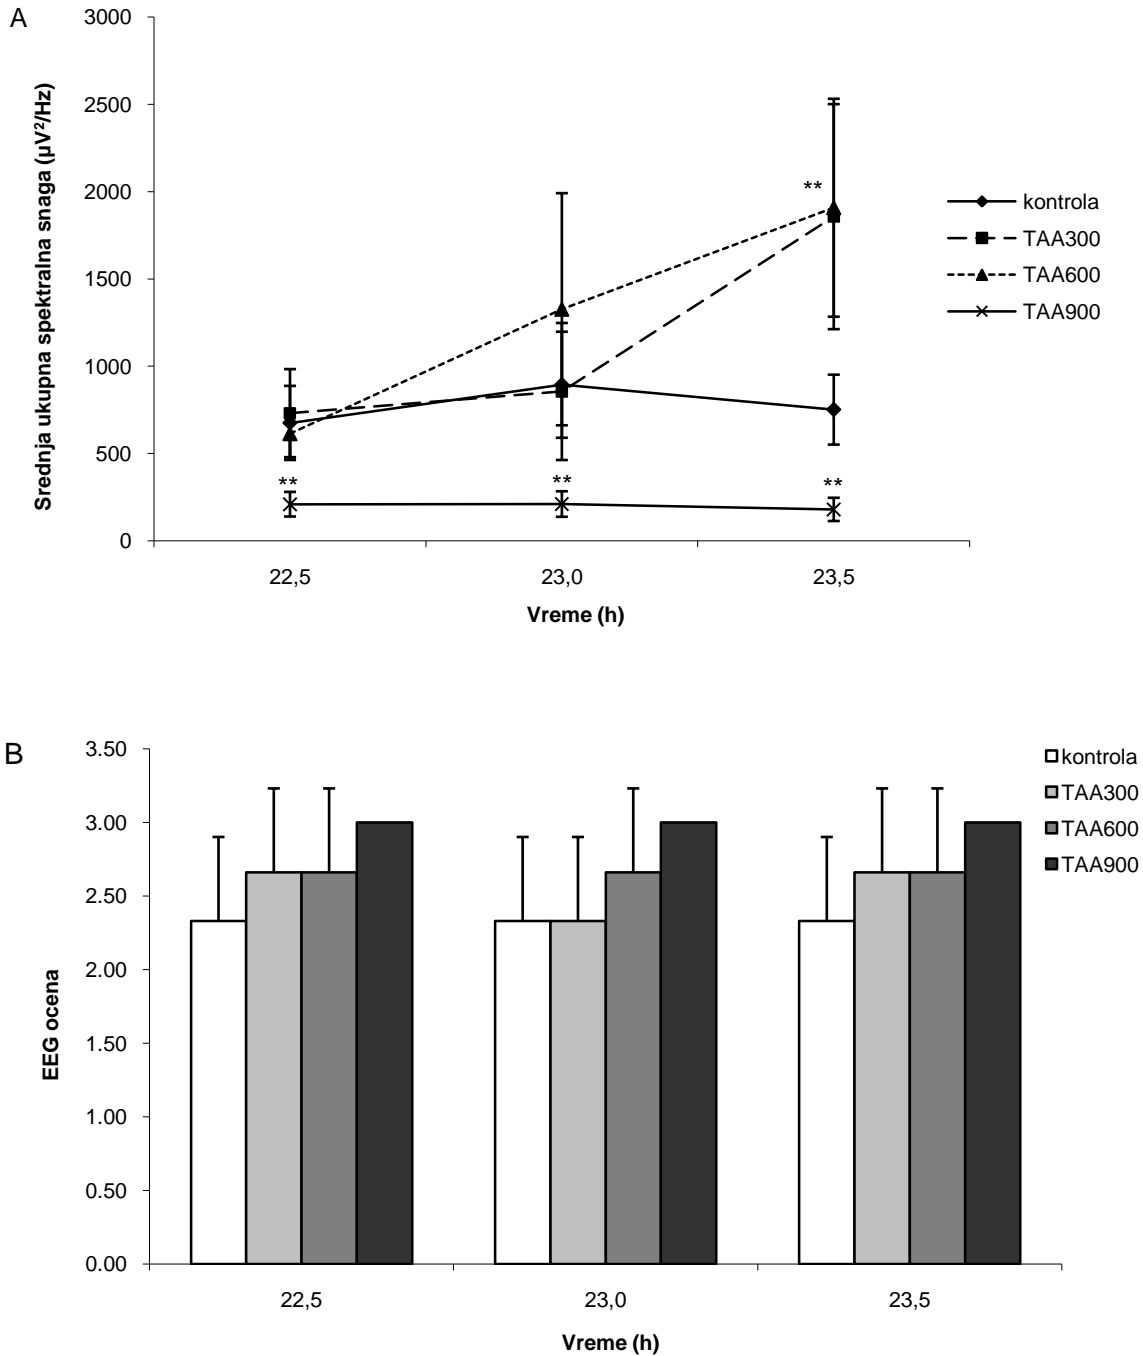 A
3000
2500
2000
1500
1000
500
0
Srednja ukupna spektralna snaga (µV²/Hz)
**
**
**
**
22,5 23,0 23,5
Vreme (h)
kontrola
TAA300
TAA600
TAA900
B
3.50
3.00
2.50
2.00
1.50
1.00
0.50
0.00
EEG ocena
22,5 23,0 23,5
Vreme (h)
kontrola
TAA300
TAA600
TAA900